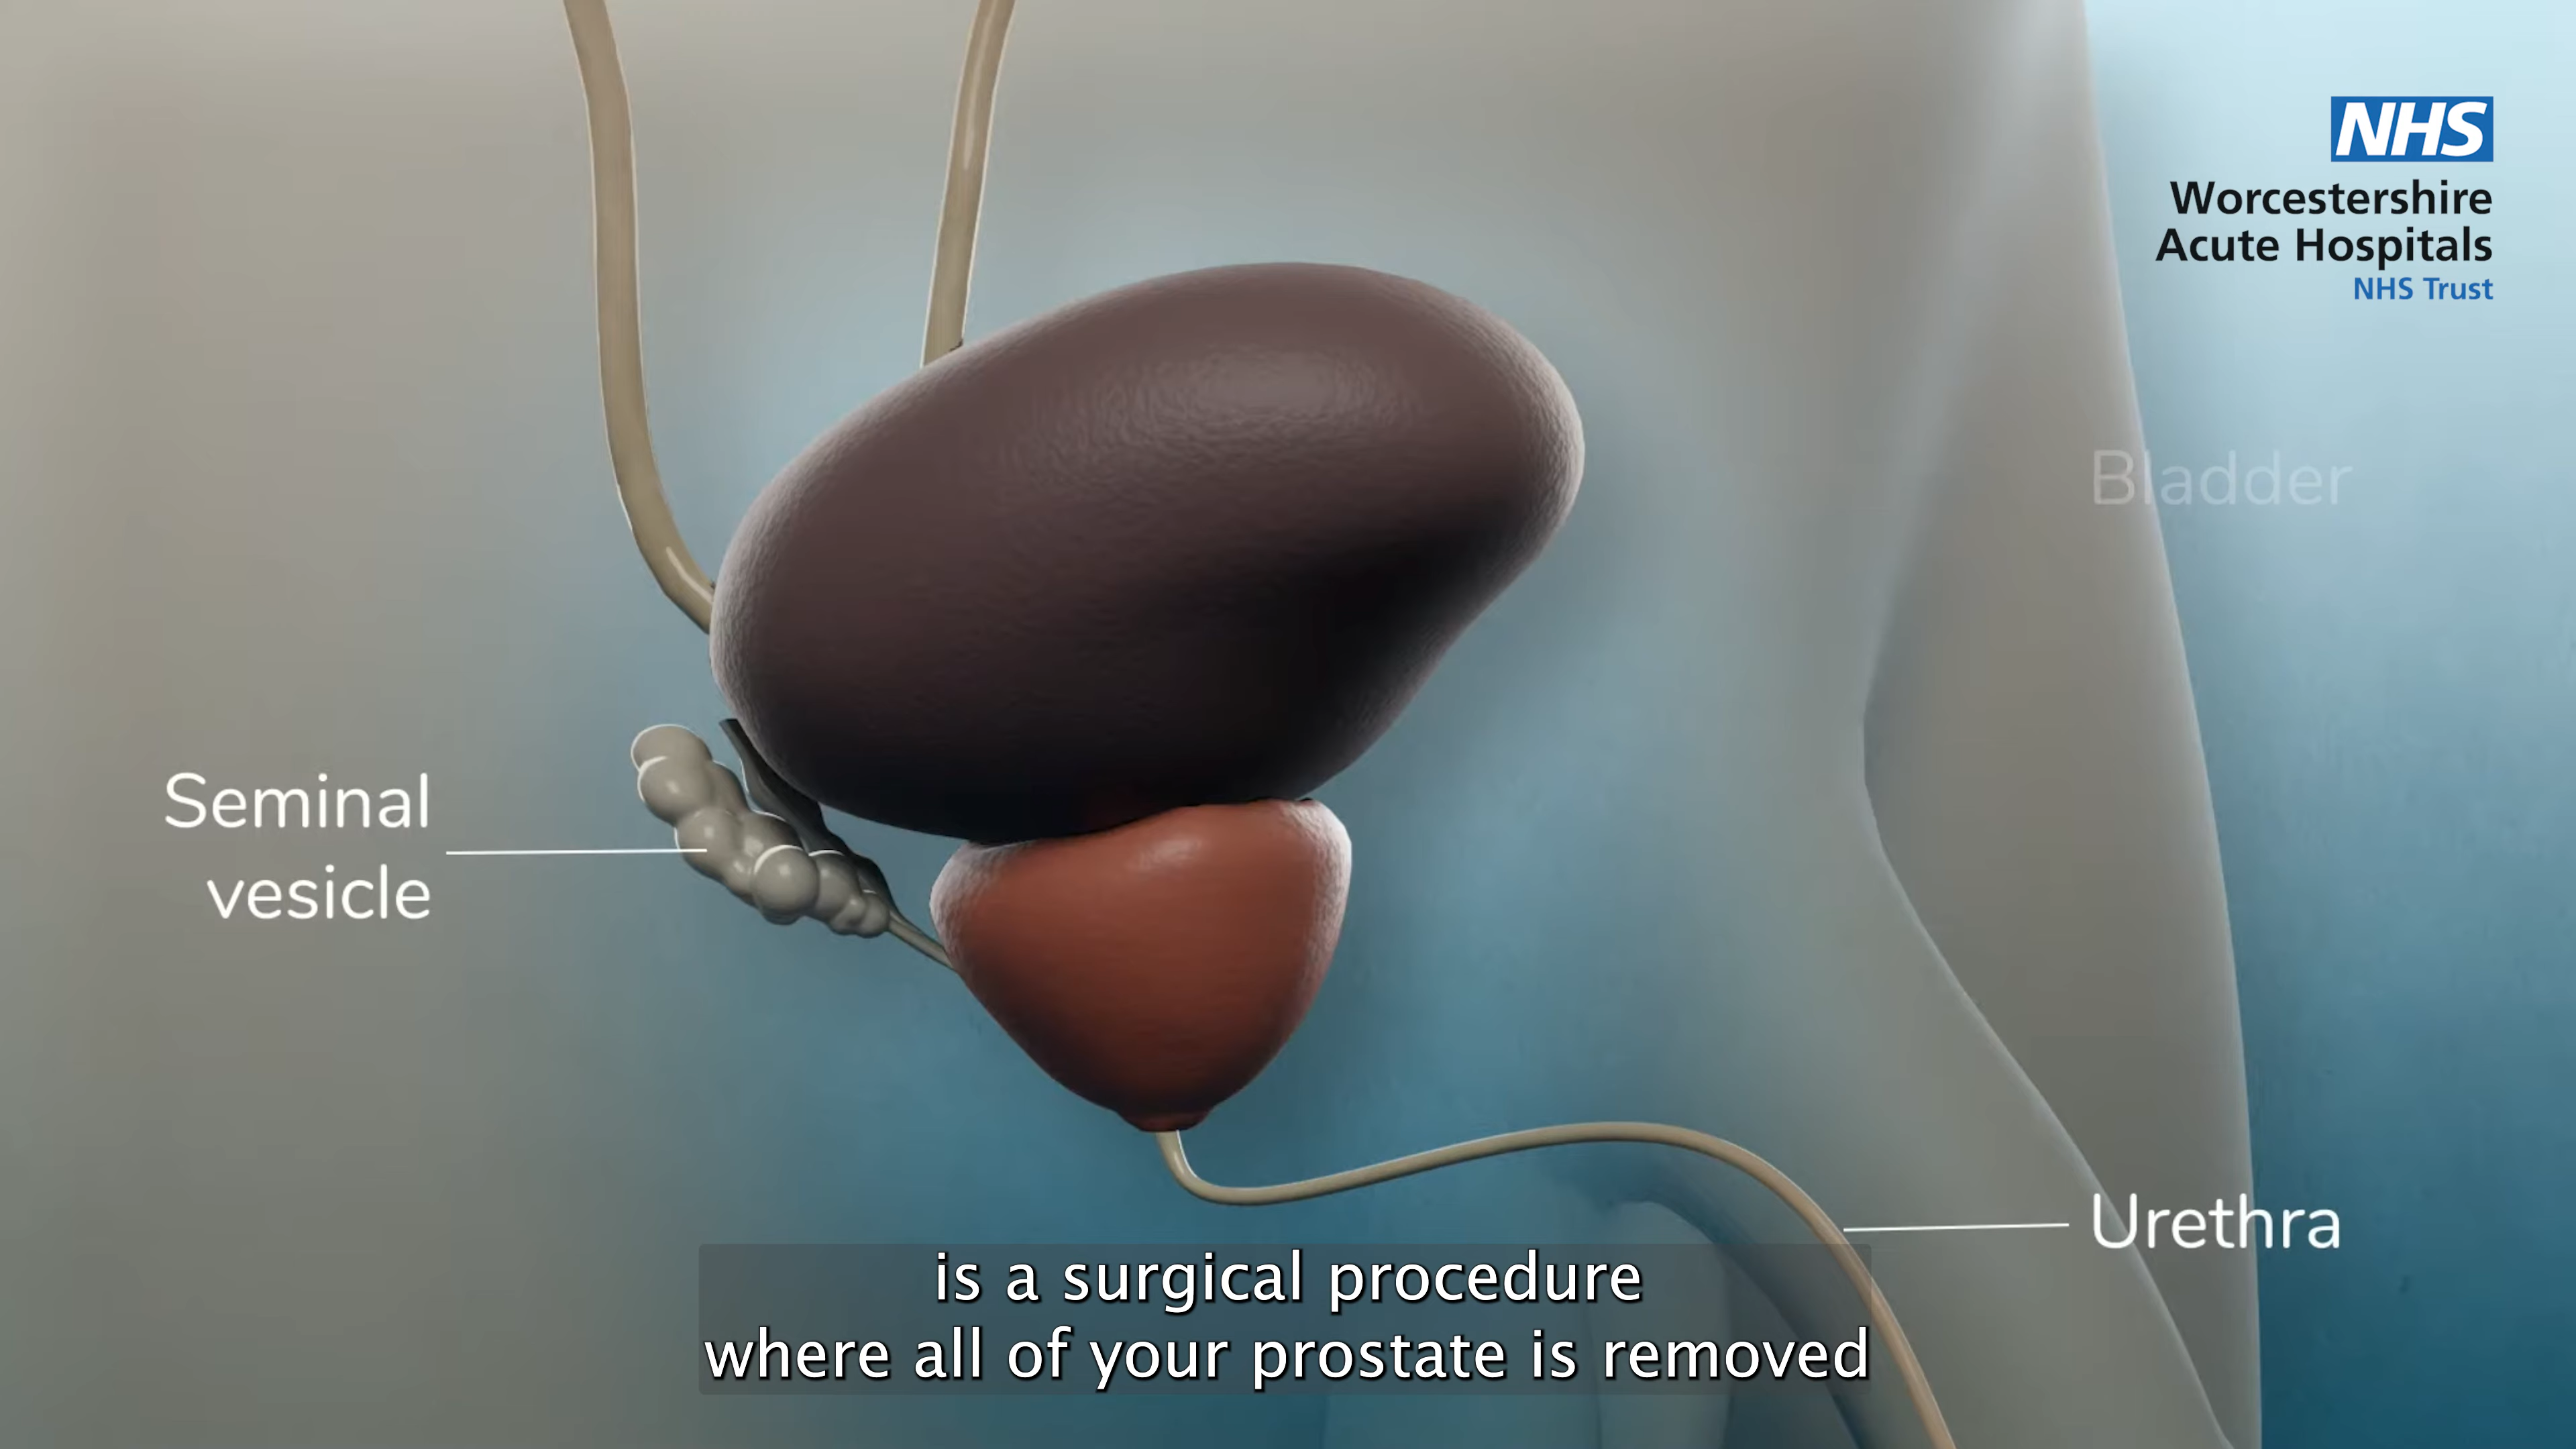 NHS
Worcestershire
Acute Hospitals
NHS Trust
Bladder
Seminal
vesicle
Urethra
is a surgical procedure
where all of your prostate is removed